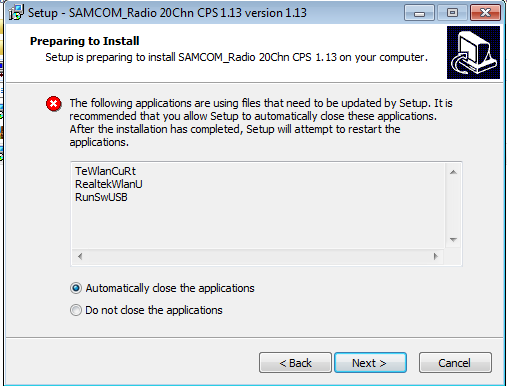 Setup - SAMCOM_Radio 20Chn CPS 1.13 version 1.13
Preparing to Install
Setup is preparing to install SAMCOM_Radio 20Chn CPS 1.13 on your computer.
The following applications are using files that need to be updated by Setup. It is
recommended that you allow Setup to automatically close these applications.
After the installation has completed, Setup will attempt to restart the
applications.
TeWlanCuRt
RealtekWlanU
RunSwUSB
Automatically close the applications
Do not close the applications
< Back
Next >
Cancel